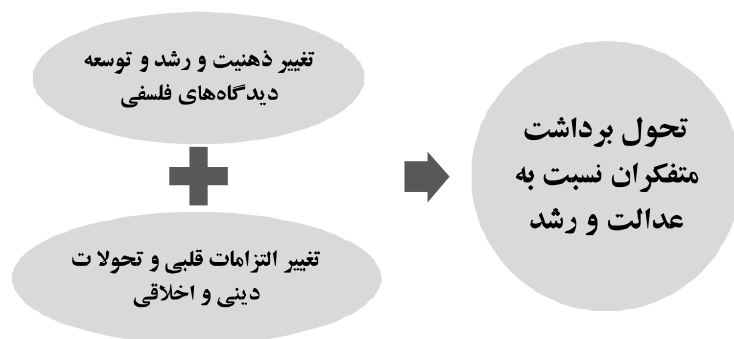 تغییر ذهنیت و رشد و توسعه
دیدگاه‌های فلسفی
تغییر التزامات قلبی و تحولا ت
دینی و اخلاقی
تحول برداشت
متفکران نسبت به
عدالت و رشد